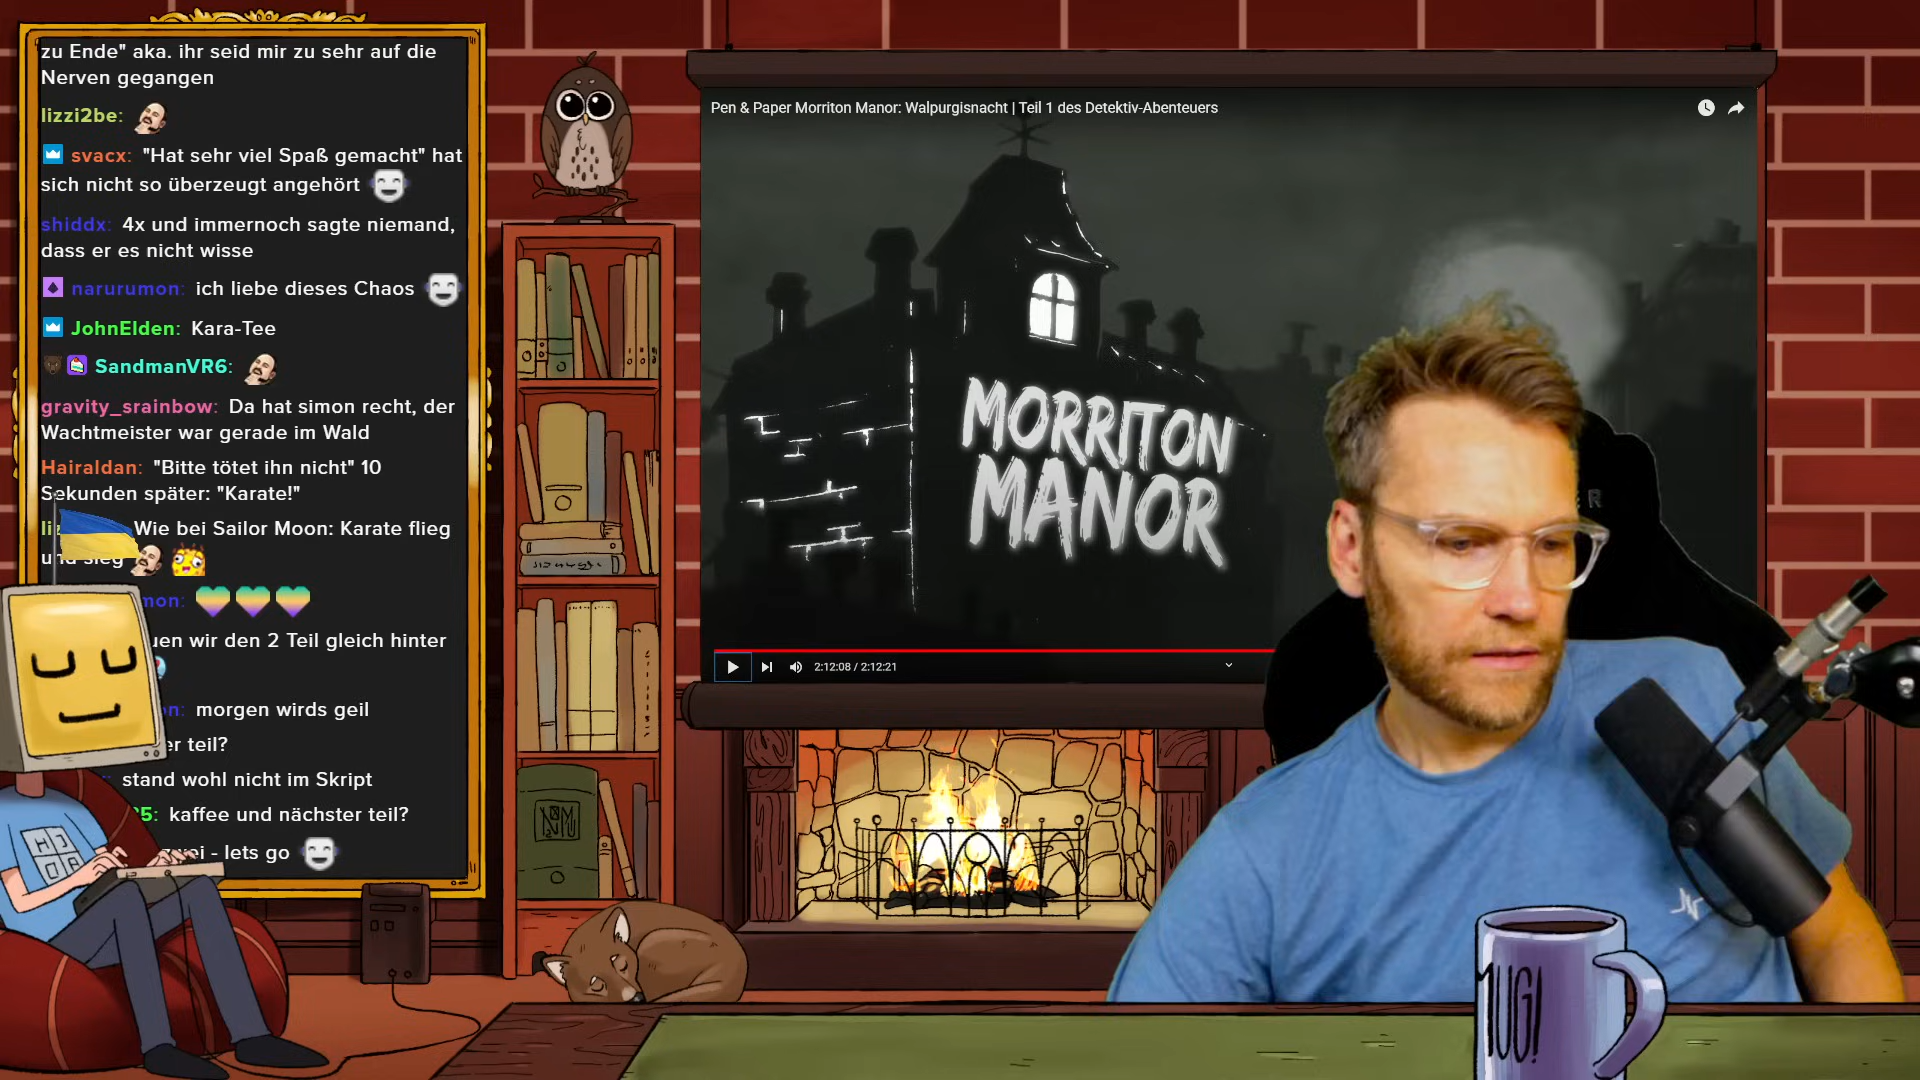 zu Ende" aka. ihr seid mir zu sehr auf die
Nerven gegangen
lizzi2be:
svacx: "Hat sehr viel Spaß gemacht" hat
sich nicht so überzeugt angehört
shiddx: 4x und immernoch sagte niemand,
dass er es nicht wisse
narurumon: ich liebe dieses Chaos
JohnElden: Kara-Tee
SandmanVR6:
gravity_srainbow: Da hat simon recht, der
Wachtmeister war gerade im Wald
Hairaldan: "Bitte tötet ihn nicht" 10
Sekunden später: "Karate!"
Wie bei Sailor Moon: Karate flieg
und sieg
mon:
uen wir den 2 Teil gleich hinter
n: morgen wirds geil
er teil?
stand wohl nicht im Skript
5: kaffee und nächster teil?
zwei - lets go
Pen & Paper Morriton Manor: Walpurgisnacht | Teil 1 des Detektiv-Abenteuers
MORRITON
MANOR
2:12:08 / 2:12:21
MUG!